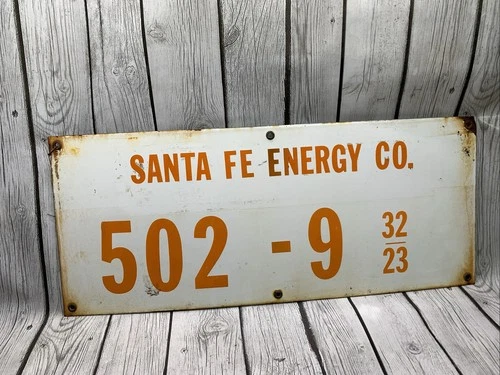 SANTA FE ENERGY CO.
502 - 9 32/23